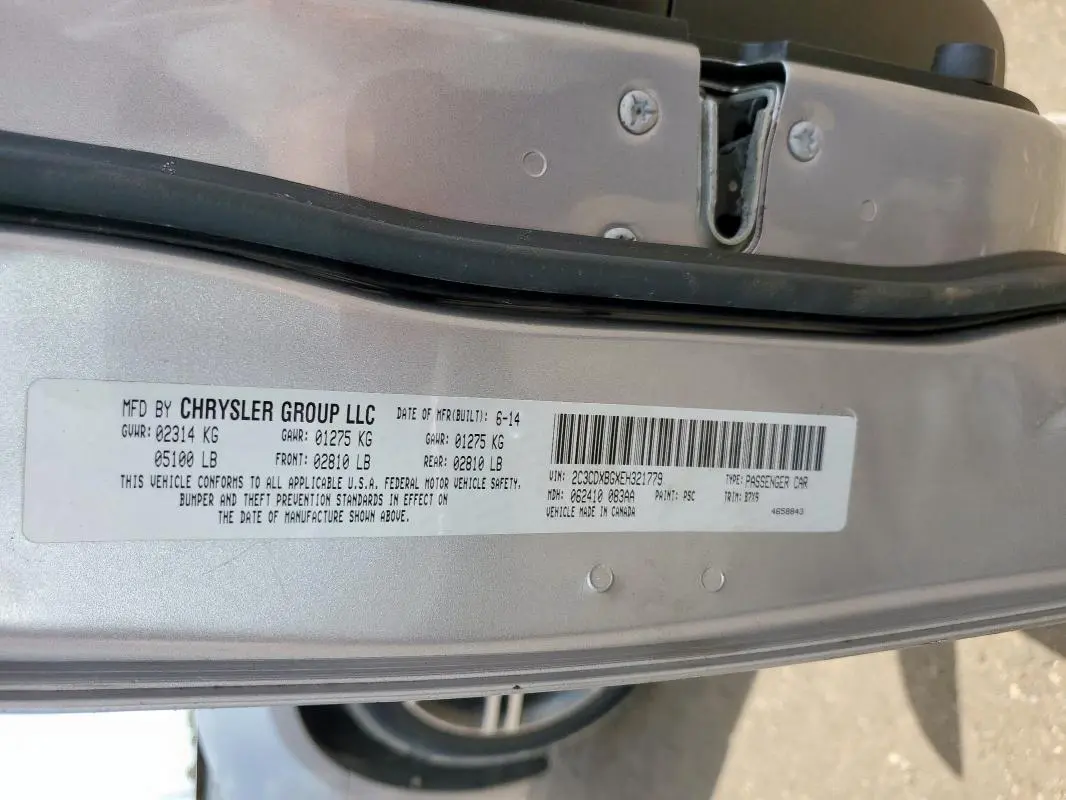 MFD BY CHRYSLER GROUP LLC DATE OF MFR(BUILT): 6-14
GVWR: 02314 KG GAWR: 01275 KG GAWR: 01275 KG
05100 LB FRONT: 02810 LB REAR: 02810 LB
THIS VEHICLE CONFORMS TO ALL APPLICABLE U.S.A. FEDERAL MOTOR VEHICLE SAFETY,
BUMPER AND THEFT PREVENTION STANDARDS IN EFFECT ON
THE DATE OF MANUFACTURE SHOWN ABOVE.
VIN: 2C3CDXBGXEH321779 TYPE: PASSENGER CAR
MDH: 062410 083AA PAINT: PSC TRIM: B7X9
VEHICLE MADE IN CANADA 4658843